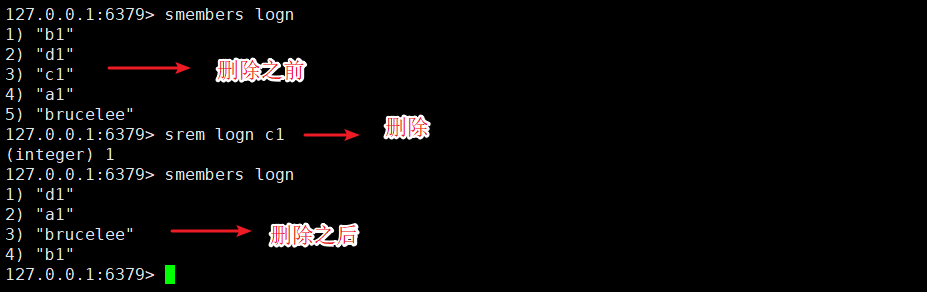 127.0.0.1:6379> smembers logn
1) "b1"
2) "d1"
3) "c1" 删除之前
4) "a1"
5) "brucelee"
127.0.0.1:6379> srem logn c1 删除
(integer) 1
127.0.0.1:6379> smembers logn
1) "d1"
2) "a1"
3) "brucelee" 删除之后
4) "b1"
127.0.0.1:6379>